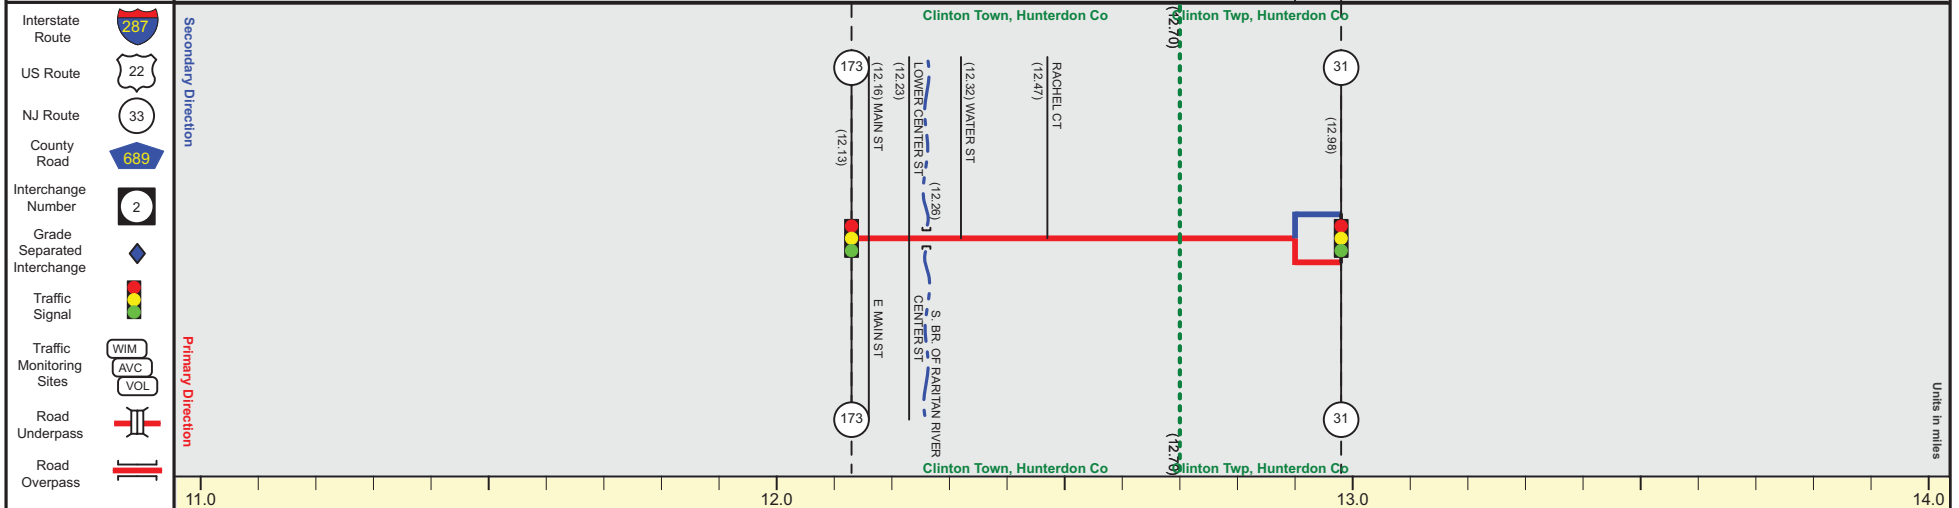 Interstate
Route
287
US Route
22
NJ Route
33
County
Road
689
Interchange
Number
2
Grade
Separated
Interchange
Traffic
Signal
Traffic
Monitoring
Sites
WIM
AVC
VOL
Road
Underpass
Road
Overpass
Secondary Direction
Primary Direction
Clinton Town, Hunterdon Co
(12.70)
Clinton Twp, Hunterdon Co
173
(12.13)
(12.16) MAIN ST
(12.23)
LOWER CENTER ST
(12.26)
(12.32) WATER ST
(12.47)
RACHEL CT
31
(12.98)
E MAIN ST
CENTER ST
S. BR. OF RARITAN RIVER
173
31
Clinton Town, Hunterdon Co
(12.70)
Clinton Twp, Hunterdon Co
Units in miles
11.0
12.0
13.0
14.0